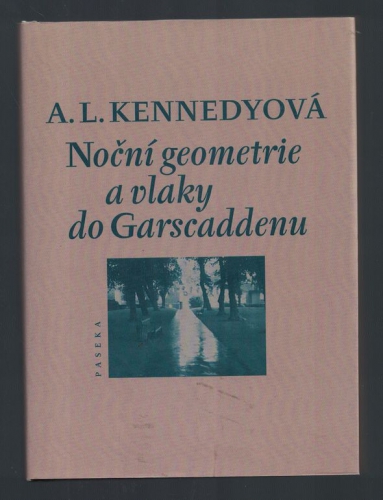 A. L. KENNEDYOVÁ
Noční geometrie
a vlaky
do Garscaddenu
PASEKA